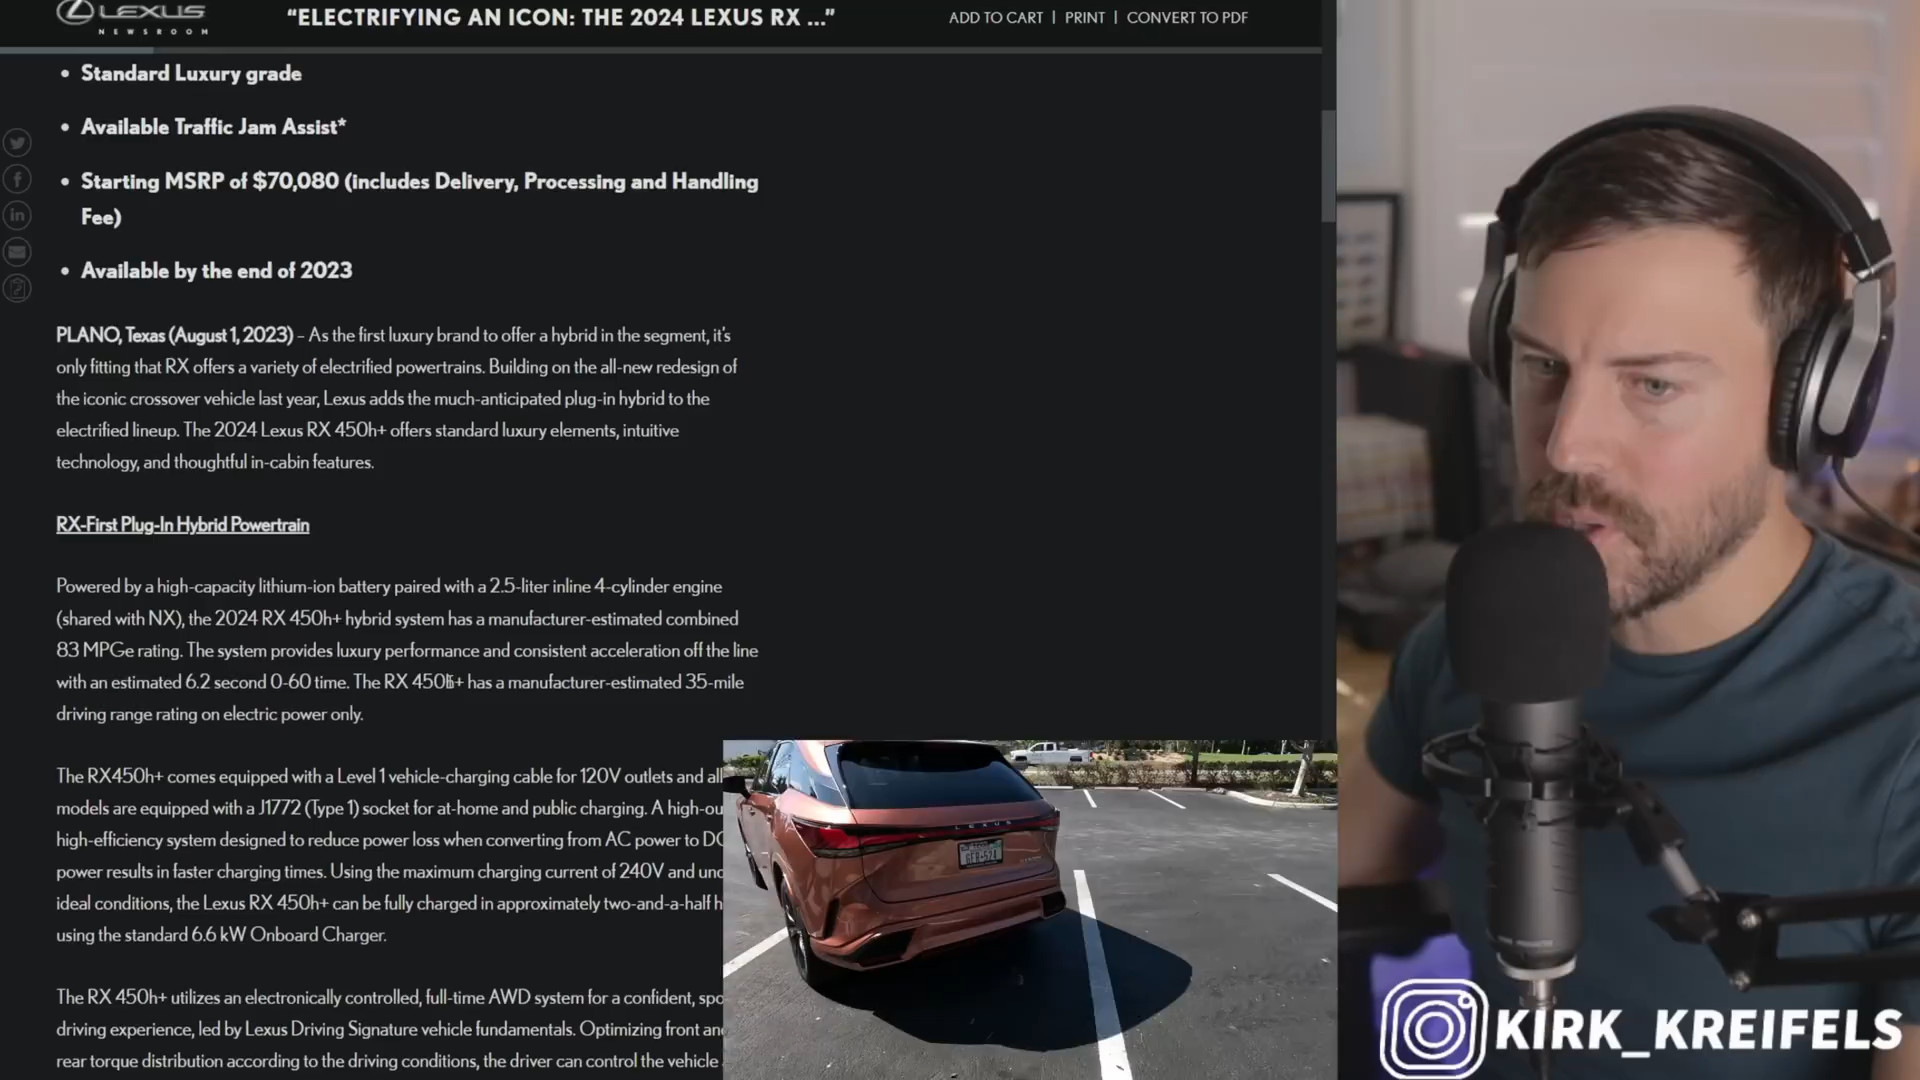 LEXUS
NEWSROOM
"ELECTRIFYING AN ICON: THE 2024 LEXUS RX ..."
ADD TO CART | PRINT | CONVERT TO PDF
• Standard Luxury grade
• Available Traffic Jam Assist*
• Starting MSRP of $70,080 (includes Delivery, Processing and Handling
Fee)
• Available by the end of 2023
PLANO, Texas (August 1, 2023) – As the first luxury brand to offer a hybrid in the segment, it's
only fitting that RX offers a variety of electrified powertrains. Building on the all-new redesign of
the iconic crossover vehicle last year, Lexus adds the much-anticipated plug-in hybrid to the
electrified lineup. The 2024 Lexus RX 450h+ offers standard luxury elements, intuitive
technology, and thoughtful in-cabin features.
RX-First Plug-In Hybrid Powertrain
Powered by a high-capacity lithium-ion battery paired with a 2.5-liter inline 4-cylinder engine
(shared with NX), the 2024 RX 450h+ hybrid system has a manufacturer-estimated combined
83 MPGe rating. The system provides luxury performance and consistent acceleration off the line
with an estimated 6.2 second 0-60 time. The RX 450h+ has a manufacturer-estimated 35-mile
driving range rating on electric power only.
The RX450h+ comes equipped with a Level 1 vehicle-charging cable for 120V outlets and all
models are equipped with a J1772 (Type 1) socket for at-home and public charging. A high-ou
high-efficiency system designed to reduce power loss when converting from AC power to DC
power results in faster charging times. Using the maximum charging current of 240V and und
ideal conditions, the Lexus RX 450h+ can be fully charged in approximately two-and-a-half h
using the standard 6.6 kW Onboard Charger.
The RX 450h+ utilizes an electronically controlled, full-time AWD system for a confident, spo
driving experience, led by Lexus Driving Signature vehicle fundamentals. Optimizing front and
rear torque distribution according to the driving conditions, the driver can control the vehicle
LEXUS
KIRK_KREIFELS